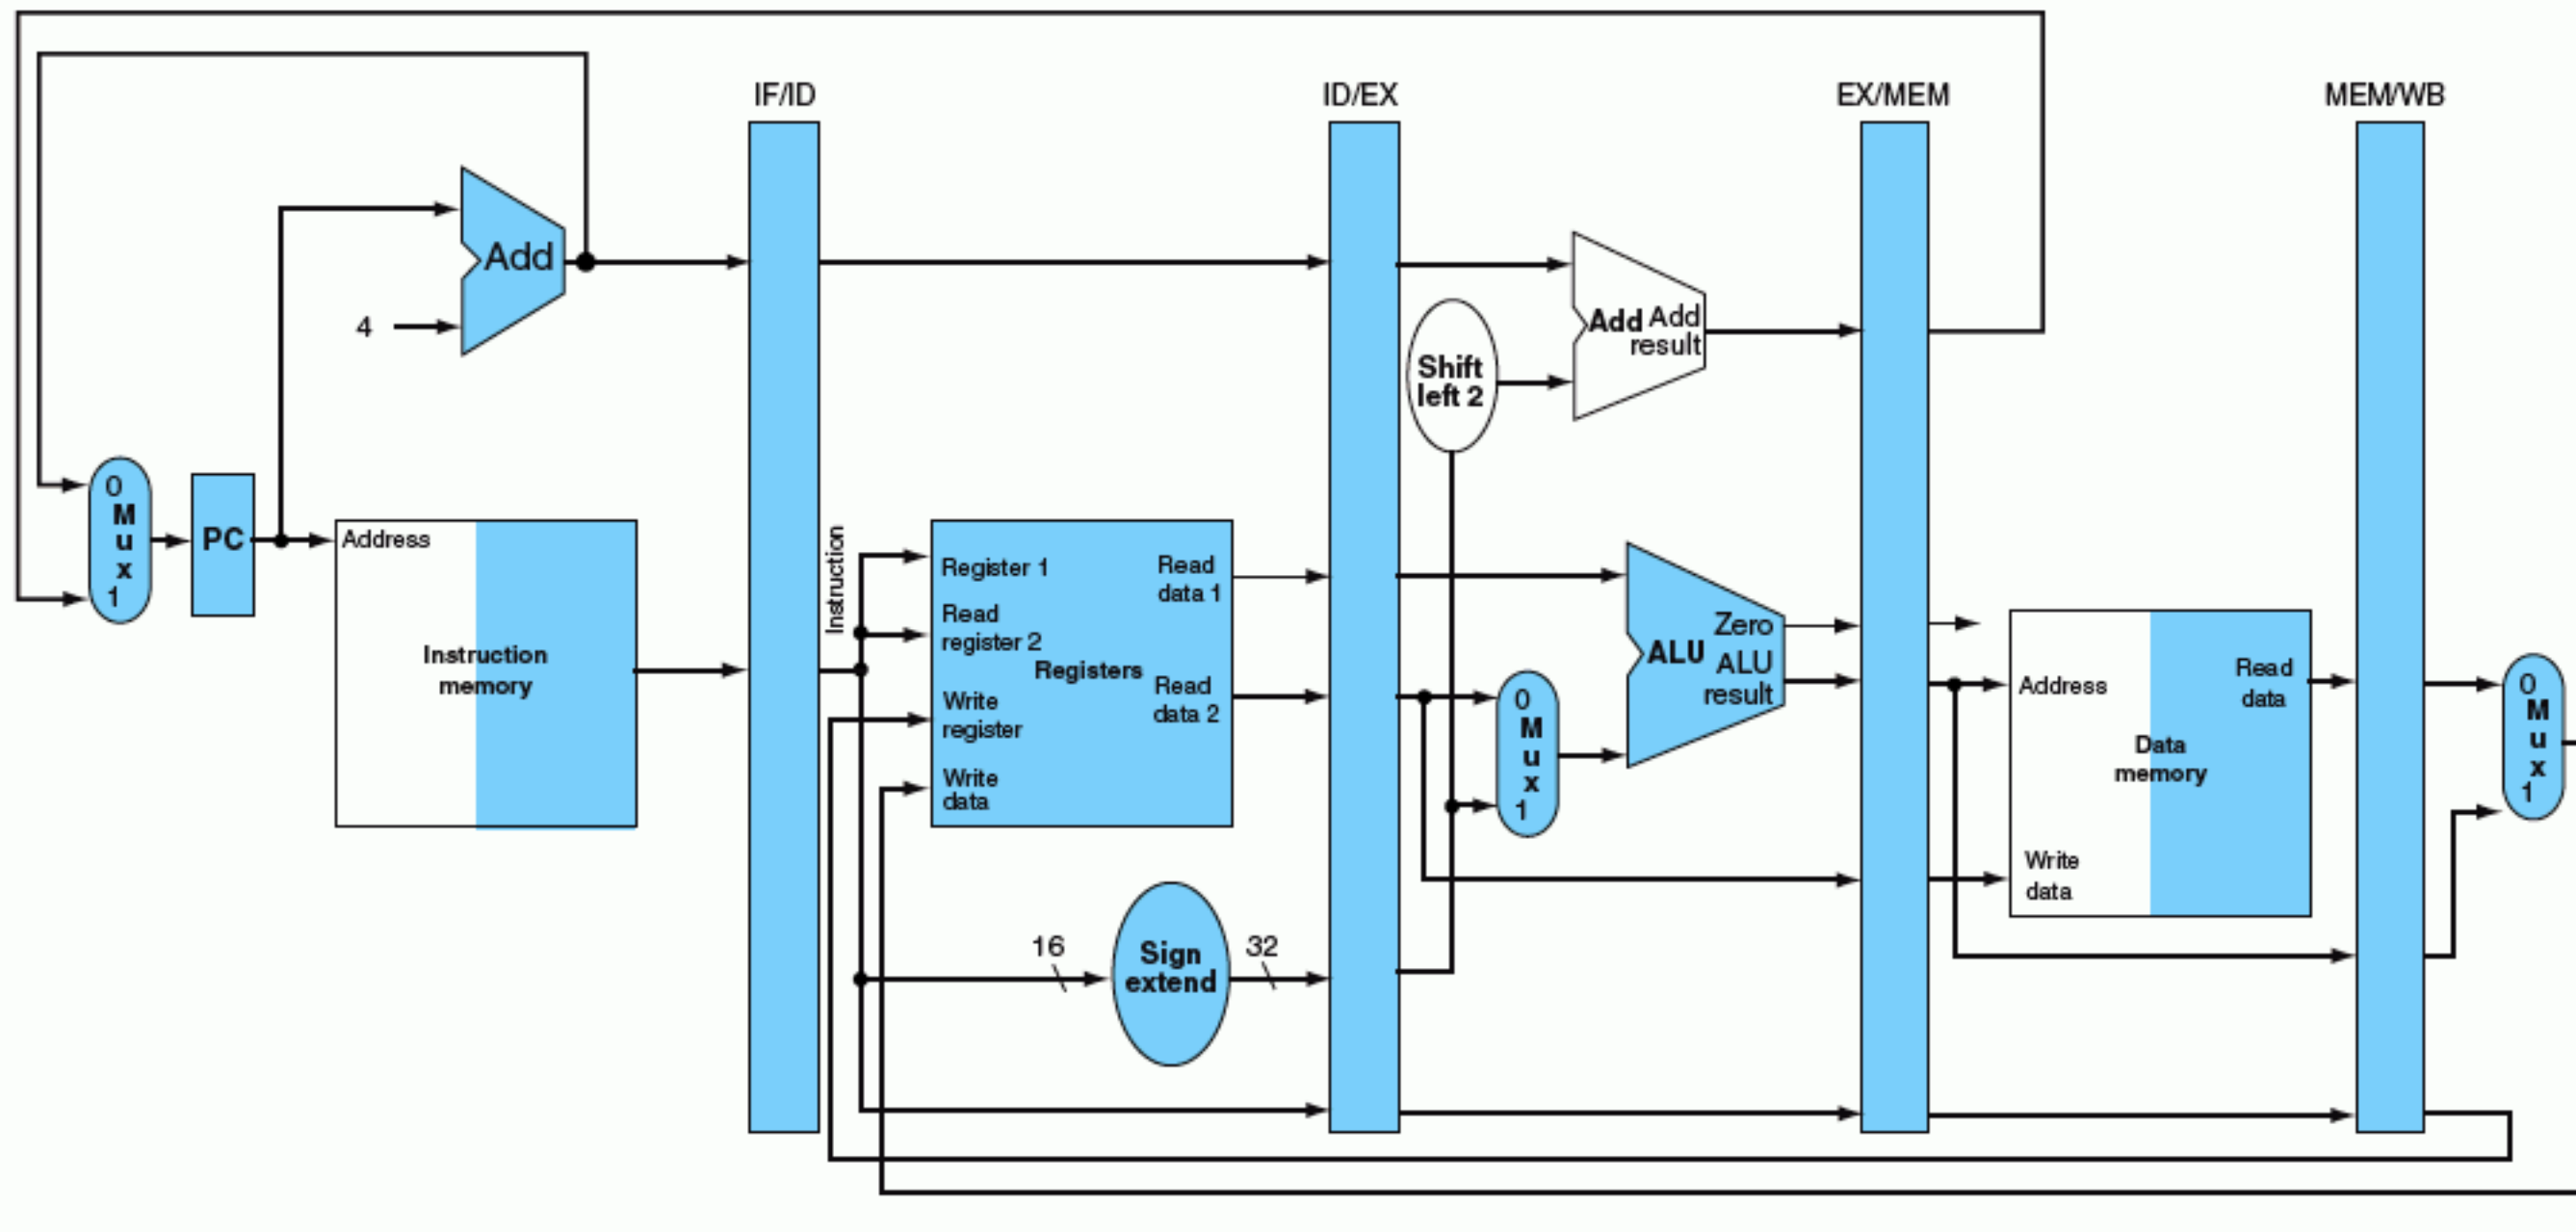 IF/ID
ID/EX
EX/MEM
MEM/WB
Add
4
Add Add
result
Shift
left 2
0
M
u
x
1
PC
Address
Instruction
memory
Instruction
Register 1
Read
register 2
Write
register
Write
data
Registers
Read
data 1
Read
data 2
16
Sign
extend
32
0
M
u
x
1
Zero
ALU
ALU
result
Address
Read
data
Data
memory
Write
data
0
M
u
x
1